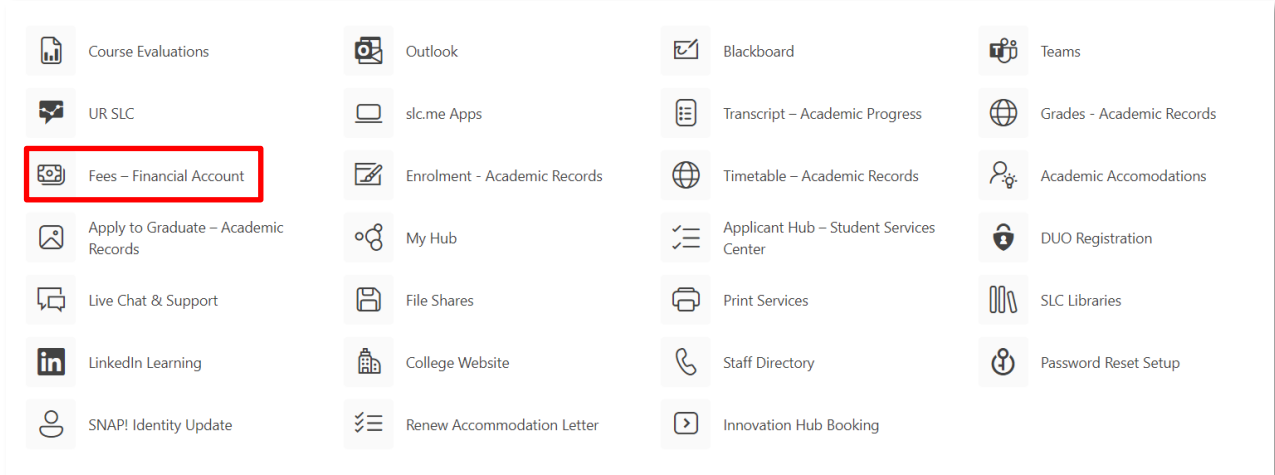 Course Evaluations
Outlook
Blackboard
Teams
UR SLC
slc.me Apps
Transcript – Academic Progress
Grades - Academic Records
Fees – Financial Account
Enrolment - Academic Records
Timetable – Academic Records
Academic Accomodations
Apply to Graduate – Academic
Records
My Hub
Applicant Hub – Student Services
Center
DUO Registration
Live Chat & Support
File Shares
Print Services
SLC Libraries
LinkedIn Learning
College Website
Staff Directory
Password Reset Setup
SNAP! Identity Update
Renew Accommodation Letter
Innovation Hub Booking